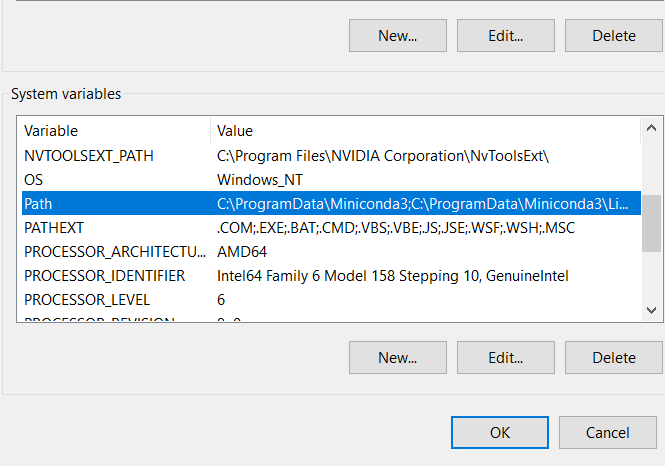 New... Edit... Delete
System variables
Variable Value
NVTOOLSEXT_PATH C:\Program Files\NVIDIA Corporation\NvToolsExt\
OS Windows_NT
Path C:\ProgramData\Miniconda3;C:\ProgramData\Miniconda3\Li...
PATHEXT .COM;.EXE;.BAT;.CMD;.VBS;.VBE;.JS;.JSE;.WSF;.WSH;.MSC
PROCESSOR_ARCHITECTU... AMD64
PROCESSOR_IDENTIFIER Intel64 Family 6 Model 158 Stepping 10, GenuineIntel
PROCESSOR_LEVEL 6
New... Edit... Delete
OK Cancel